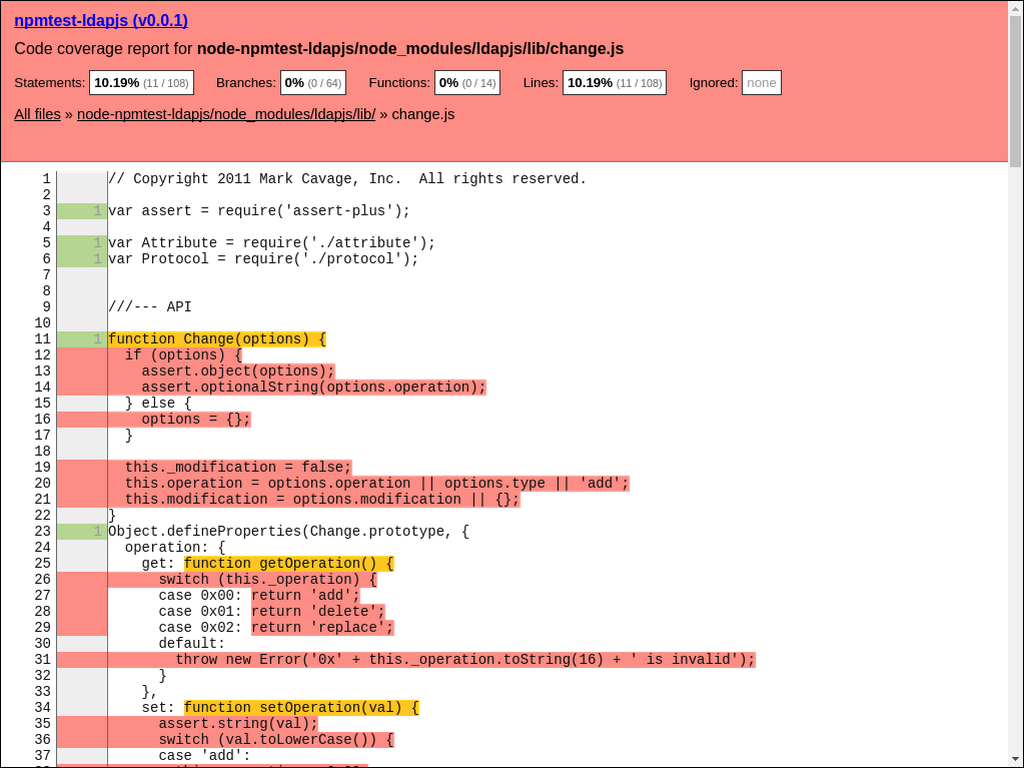 npmtest-ldapjs (v0.0.1)
Code coverage report for node-npmtest-ldapjs/node_modules/ldapjs/lib/change.js
Statements: 10.19% (11 / 108) Branches: 0% (0 / 64) Functions: 0% (0 / 14) Lines: 10.19% (11 / 108) Ignored: none
All files » node-npmtest-ldapjs/node_modules/ldapjs/lib/ » change.js
1 // Copyright 2011 Mark Cavage, Inc.  All rights reserved.
2
3 1 var assert = require('assert-plus');
4
5 1 var Attribute = require('./attribute');
6 1 var Protocol = require('./protocol');
7
8
9 ///--- API
10
11 1 function Change(options) {
12   if (options) {
13     assert.object(options);
14     assert.optionalString(options.operation);
15   } else {
16     options = {};
17   }
18
19   this._modification = false;
20   this.operation = options.operation || options.type || 'add';
21   this.modification = options.modification || {};
22 }
23 1 Object.defineProperties(Change.prototype, {
24   operation: {
25     get: function getOperation() {
26       switch (this._operation) {
27       case 0x00: return 'add';
28       case 0x01: return 'delete';
29       case 0x02: return 'replace';
30       default:
31         throw new Error('0x' + this._operation.toString(16) + ' is invalid');
32       }
33     },
34     set: function setOperation(val) {
35       assert.string(val);
36       switch (val.toLowerCase()) {
37       case 'add':